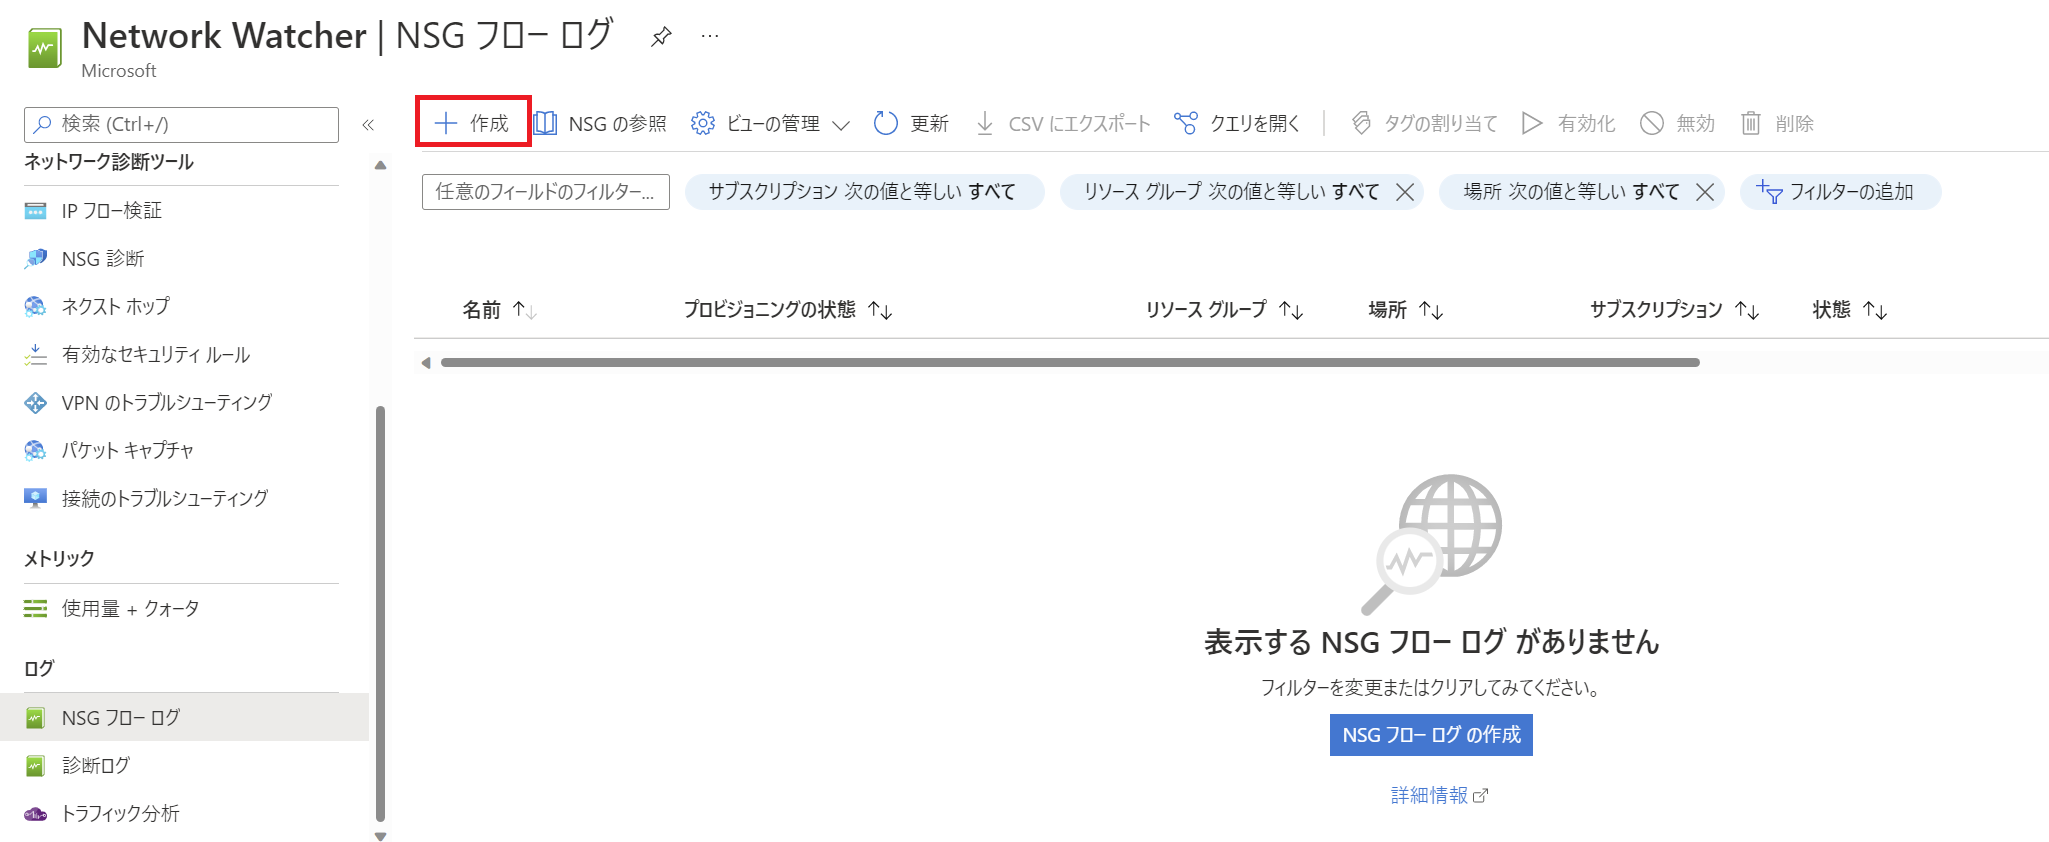 Network Watcher | NSG フロー ログ ...
Microsoft
検索 (Ctrl+/) «
ネットワーク診断ツール
IP フロー検証
NSG 診断
ネクスト ホップ
有効なセキュリティ ルール
VPN のトラブルシューティング
パケット キャプチャ
接続のトラブルシューティング
メトリック
使用量 + クォータ
ログ
NSG フロー ログ
診断ログ
トラフィック分析
作成 NSG の参照 ビューの管理 更新 CSV にエクスポート クエリを開く タグの割り当て 有効化 無効 削除
任意のフィールドのフィルター... サブスクリプション 次の値と等しい すべて リソース グループ 次の値と等しい すべて 場所 次の値と等しい すべて フィルターの追加
名前 ↑↓ プロビジョニングの状態 ↑↓ リソース グループ ↑↓ 場所 ↑↓ サブスクリプション ↑↓ 状態 ↑↓
表示する NSG フロー ログ がありません
フィルターを変更またはクリアしてみてください。
NSG フロー ログ の作成
詳細情報